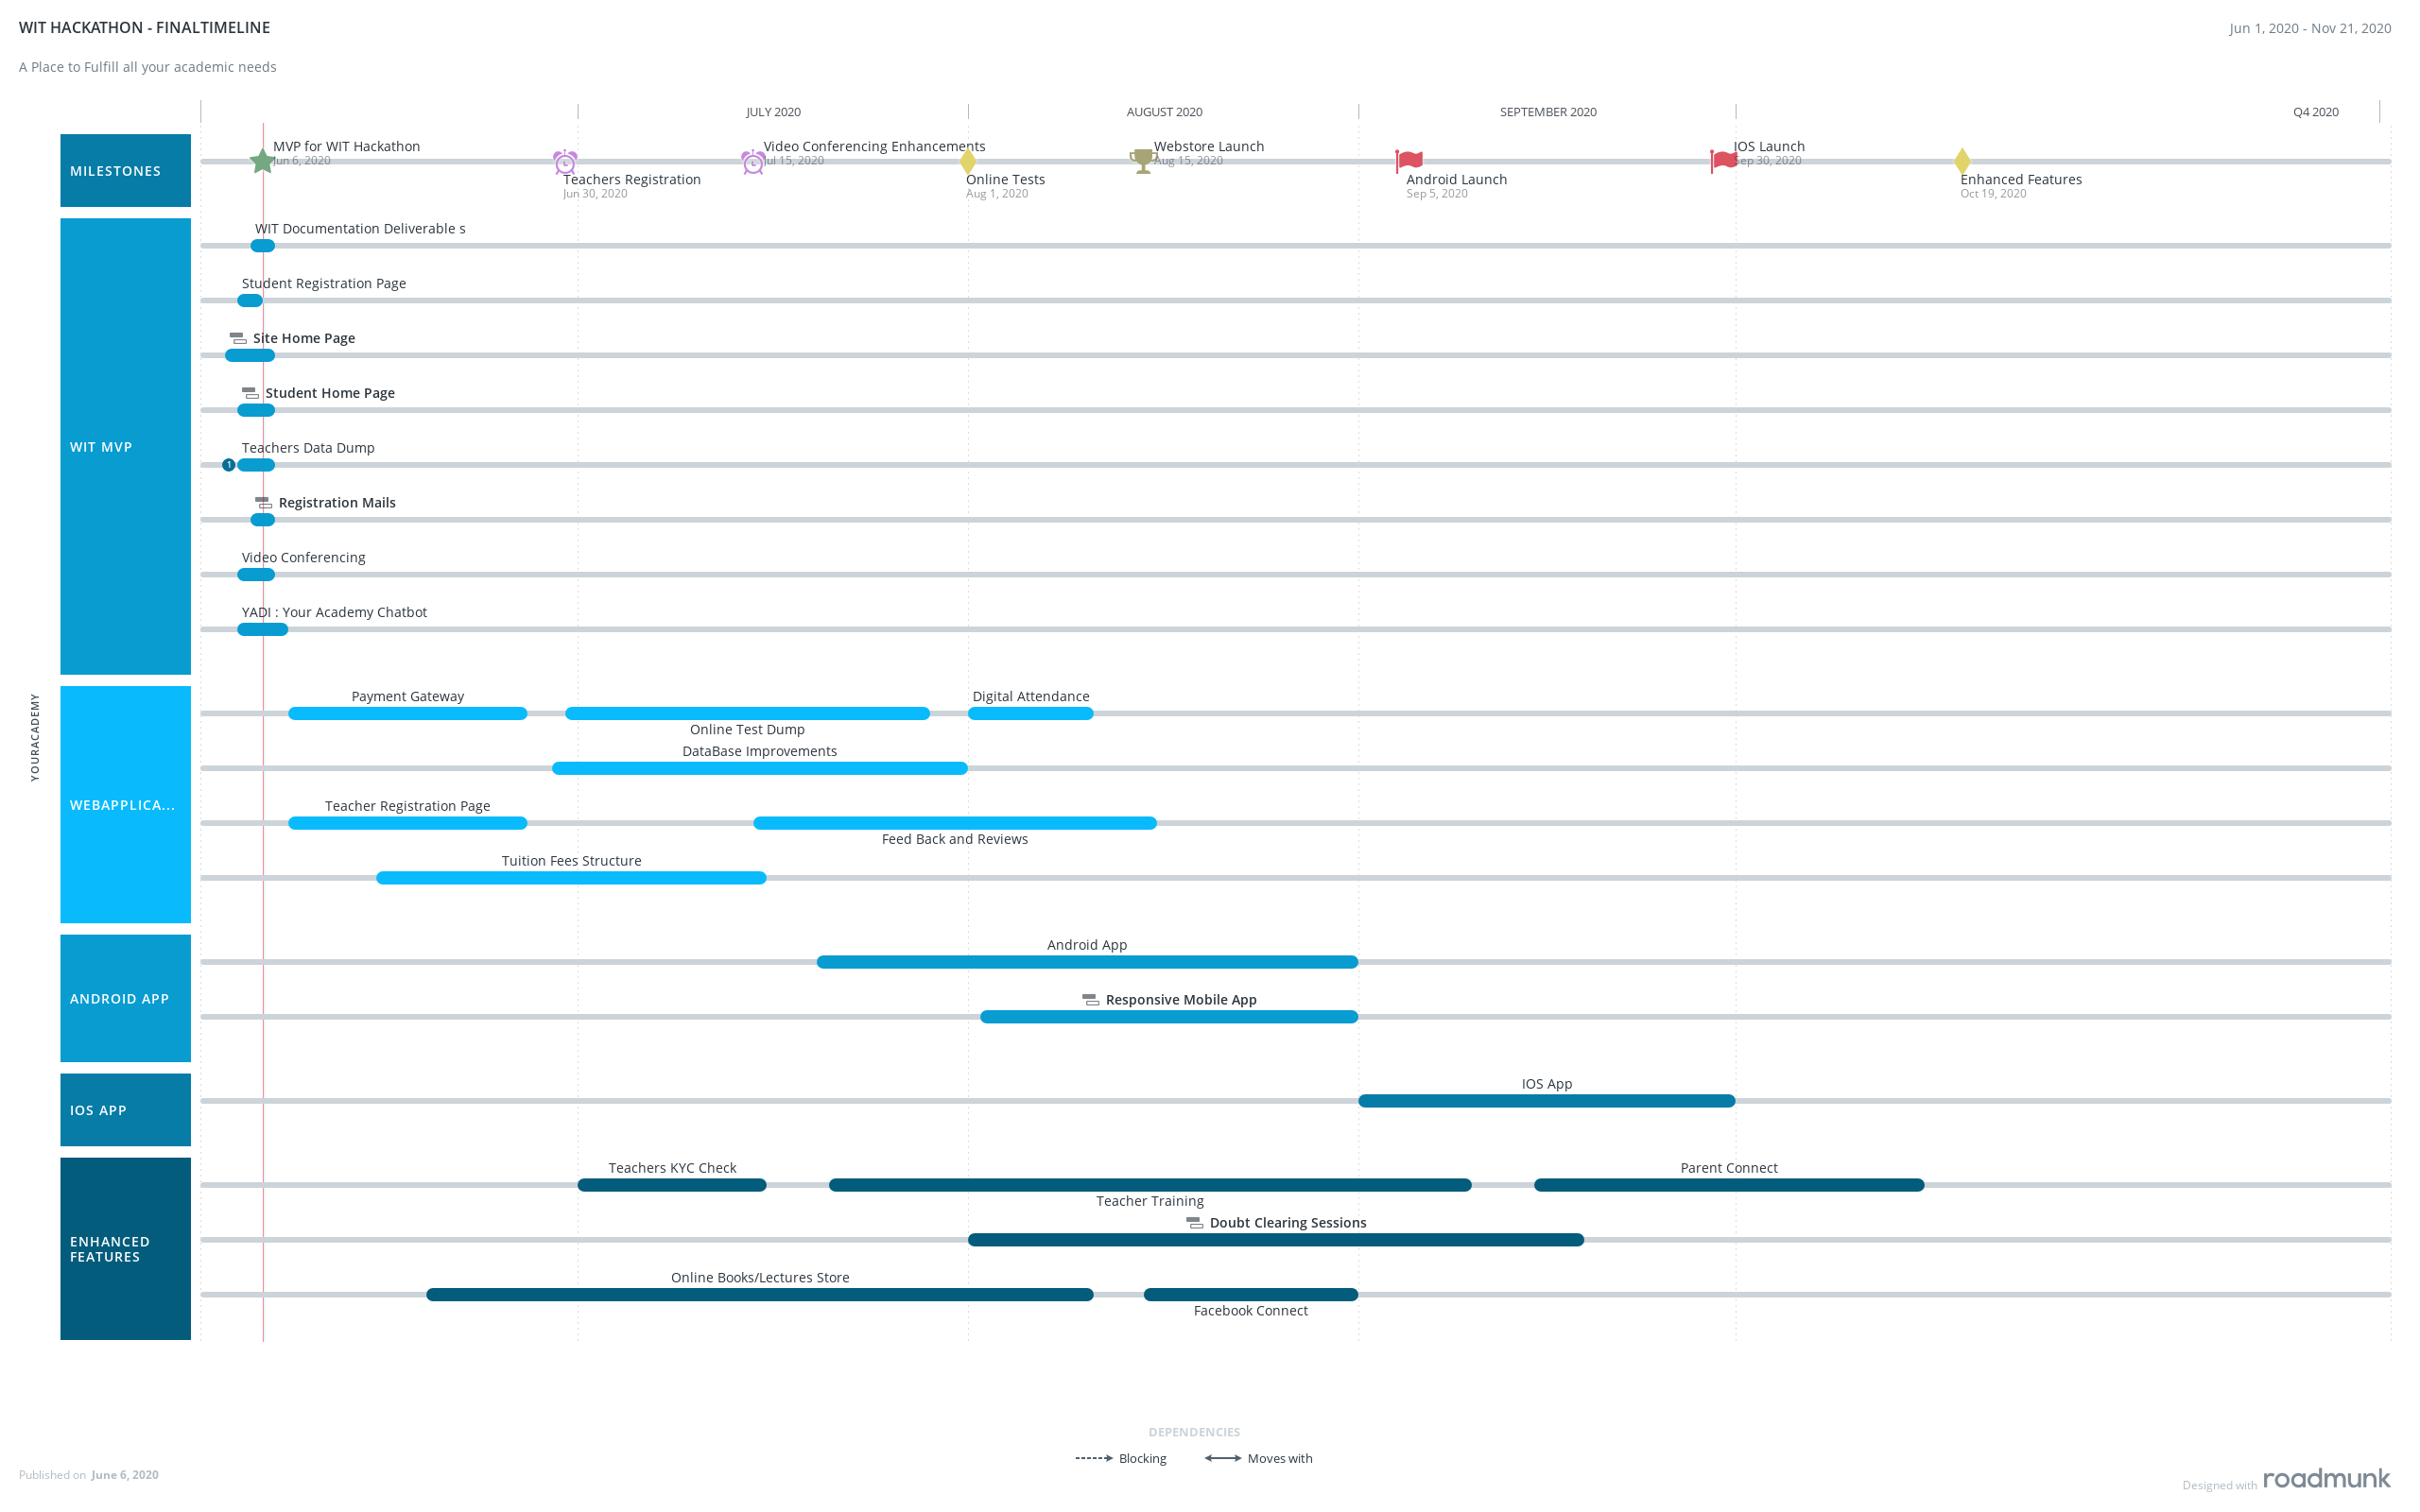 WIT HACKATHON - FINALTIMELINE
Jun 1, 2020 - Nov 21, 2020
A Place to Fulfill all your academic needs
JULY 2020
AUGUST 2020
SEPTEMBER 2020
Q4 2020
MILESTONES
MVP for WIT Hackathon
Jun 6, 2020
Teachers Registration
Jun 30, 2020
Video Conferencing Enhancements
Jul 15, 2020
Online Tests
Aug 1, 2020
Webstore Launch
Aug 15, 2020
Android Launch
Sep 5, 2020
IOS Launch
Sep 30, 2020
Enhanced Features
Oct 19, 2020
YOURACADEMY
WIT MVP
WIT Documentation Deliverable s
Student Registration Page
Site Home Page
Student Home Page
Teachers Data Dump
1
Registration Mails
Video Conferencing
YADI : Your Academy Chatbot
WEBAPPLICA...
Payment Gateway
Online Test Dump
Digital Attendance
DataBase Improvements
Teacher Registration Page
Feed Back and Reviews
Tuition Fees Structure
ANDROID APP
Android App
Responsive Mobile App
IOS APP
IOS App
ENHANCED
FEATURES
Teachers KYC Check
Teacher Training
Parent Connect
Doubt Clearing Sessions
Online Books/Lectures Store
Facebook Connect
DEPENDENCIES
Blocking
Moves with
Published on June 6, 2020
Designed with roadmunk